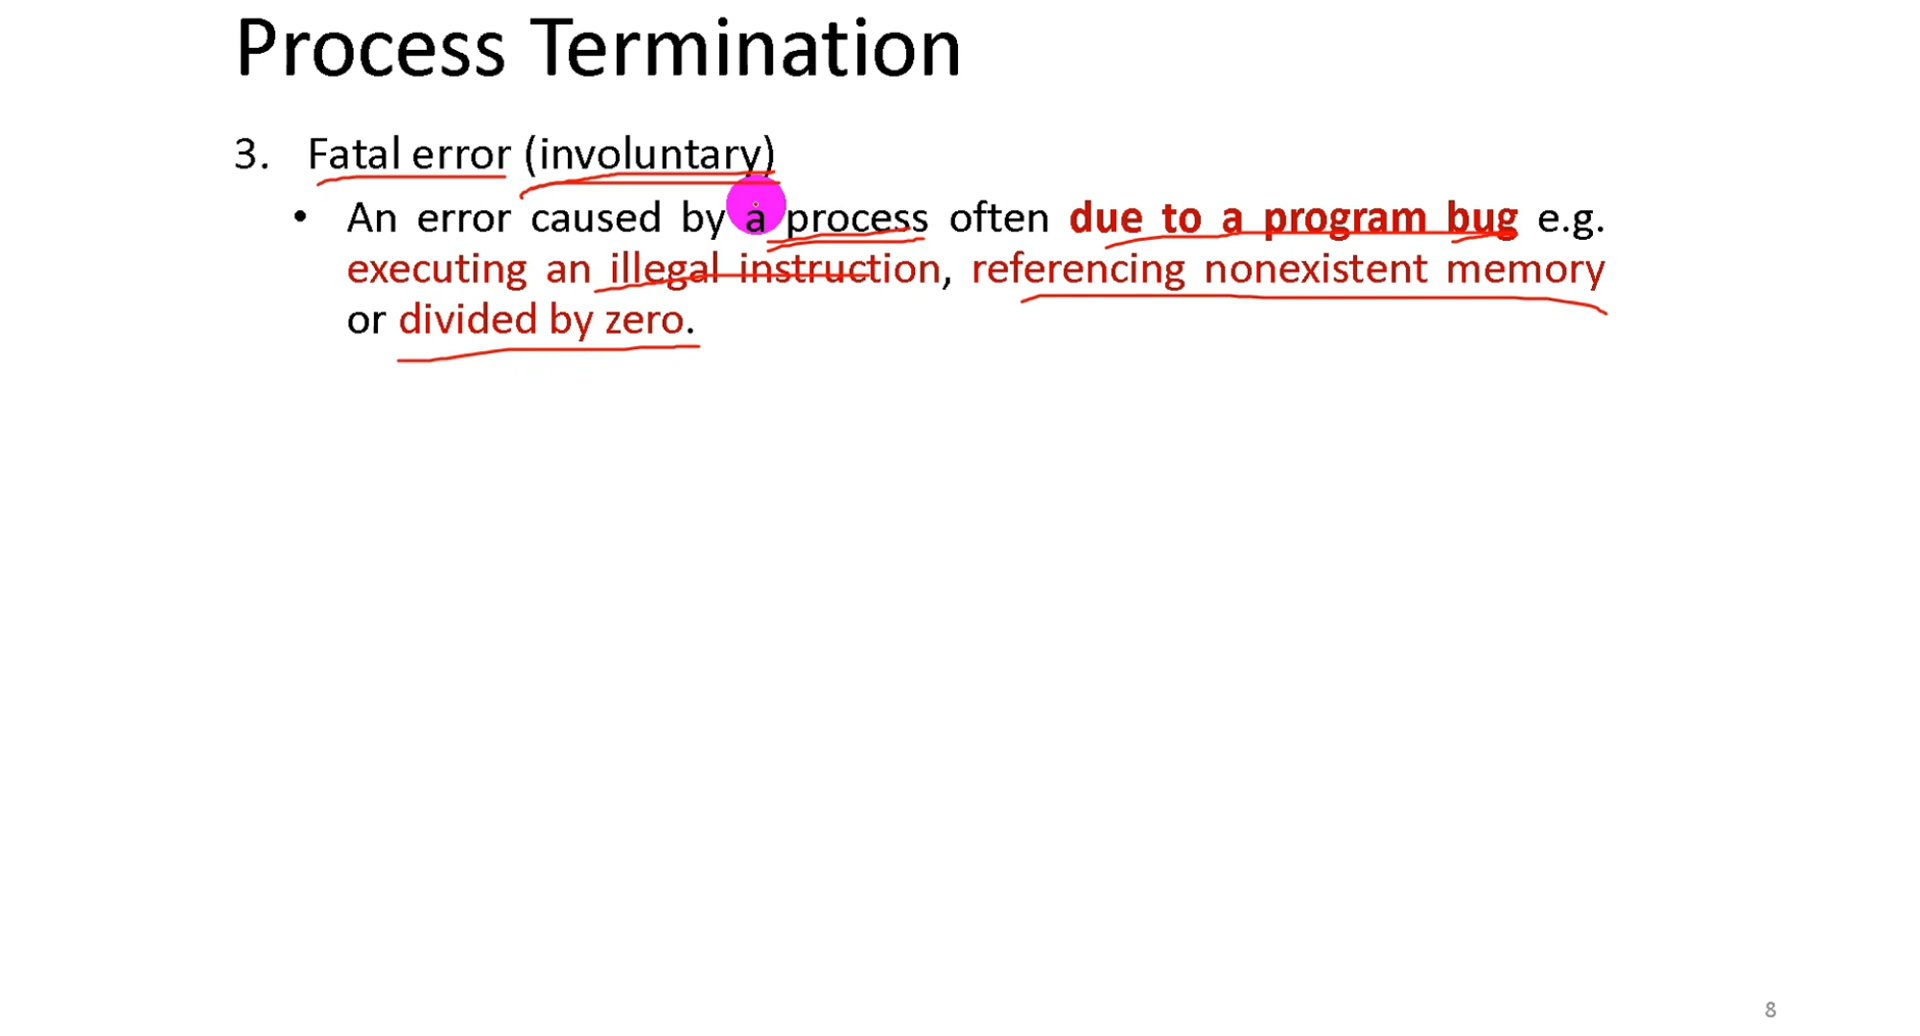 Process Termination
3. Fatal error (involuntary)
• An error caused by a process often due to a program bug e.g.
executing an illegal instruction, referencing nonexistent memory
or divided by zero.
8